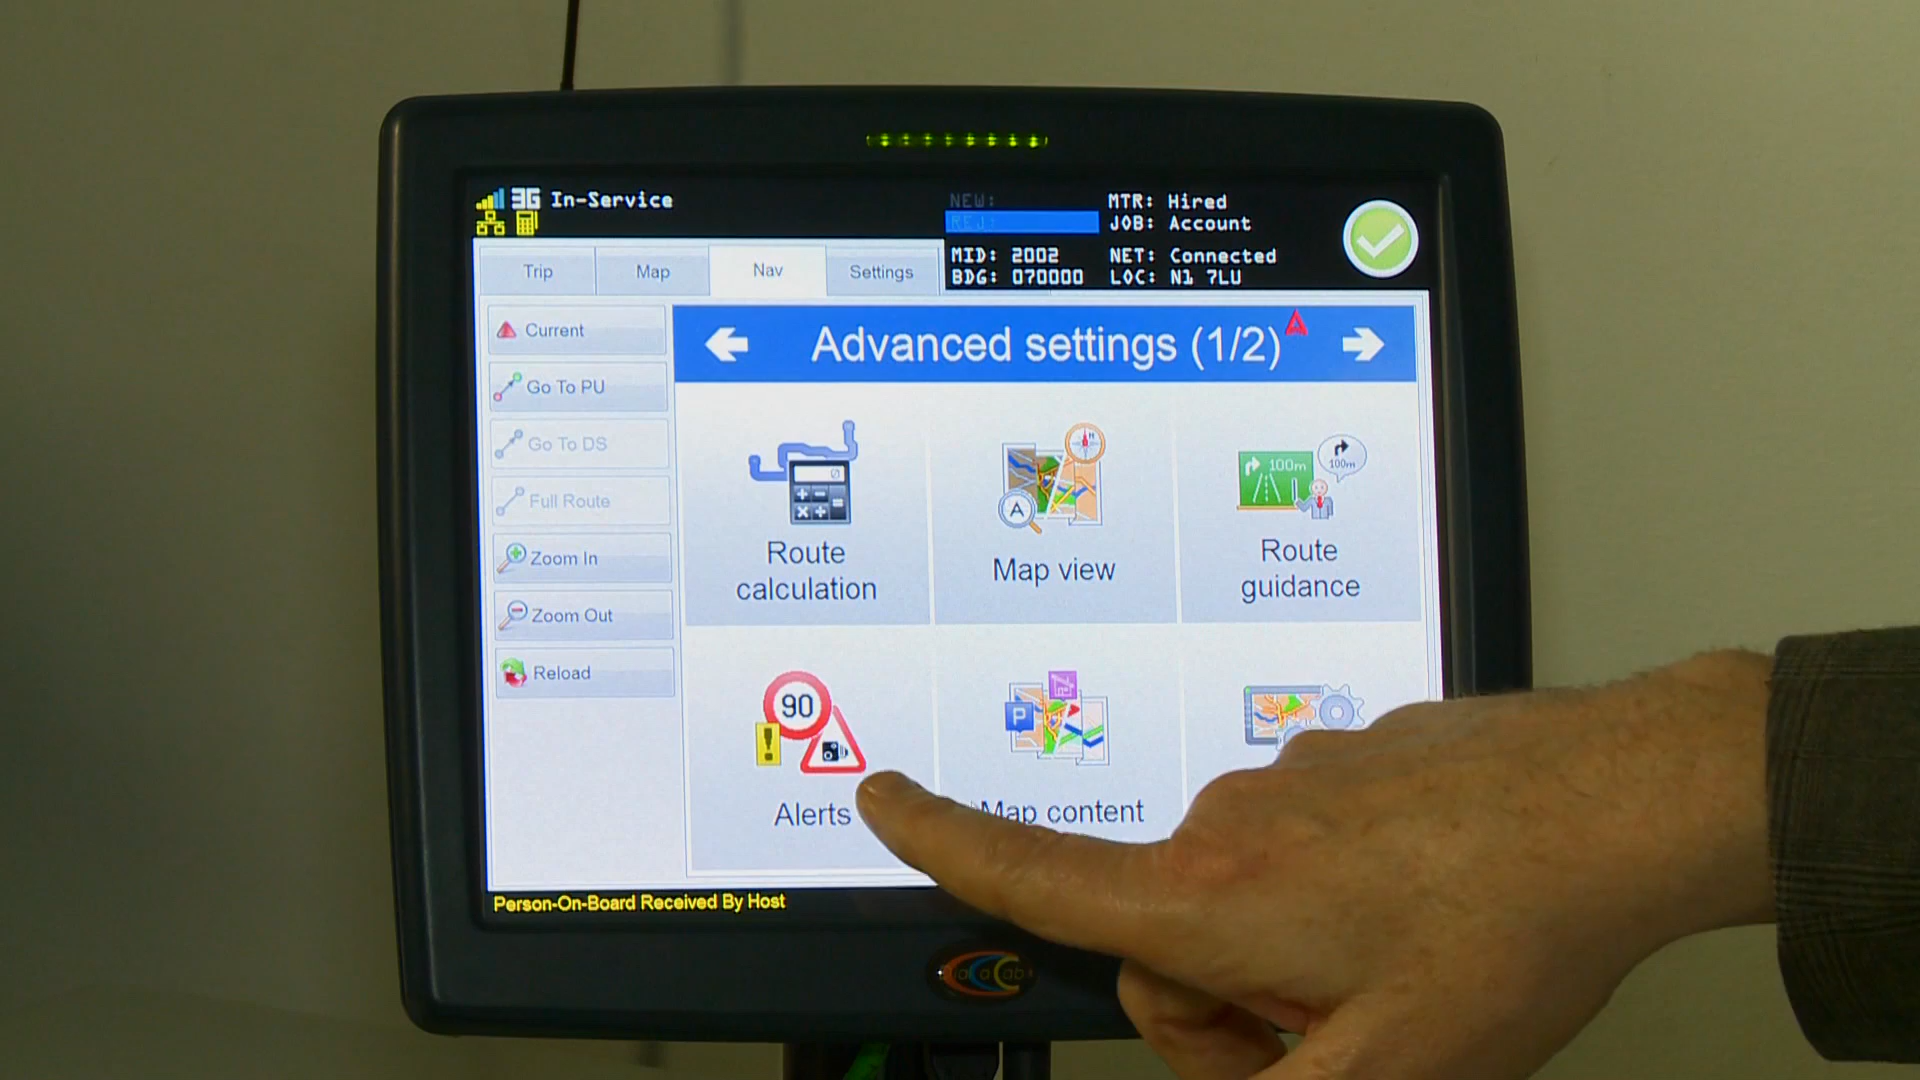 3G In-Service
NEW:
REJ:
MTR: Hired
JOB: Account
MID: 2002
NET: Connected
BDG: 070000
LOC: N1 7LU
Trip
Map
Nav
Settings
Current
Go To PU
Go To DS
Full Route
Zoom In
Zoom Out
Reload
Advanced settings (1/2)
Route
calculation
A
Map view
100m
100m
Route
guidance
90
!
Alerts
P
Map content
Person-On-Board Received By Host